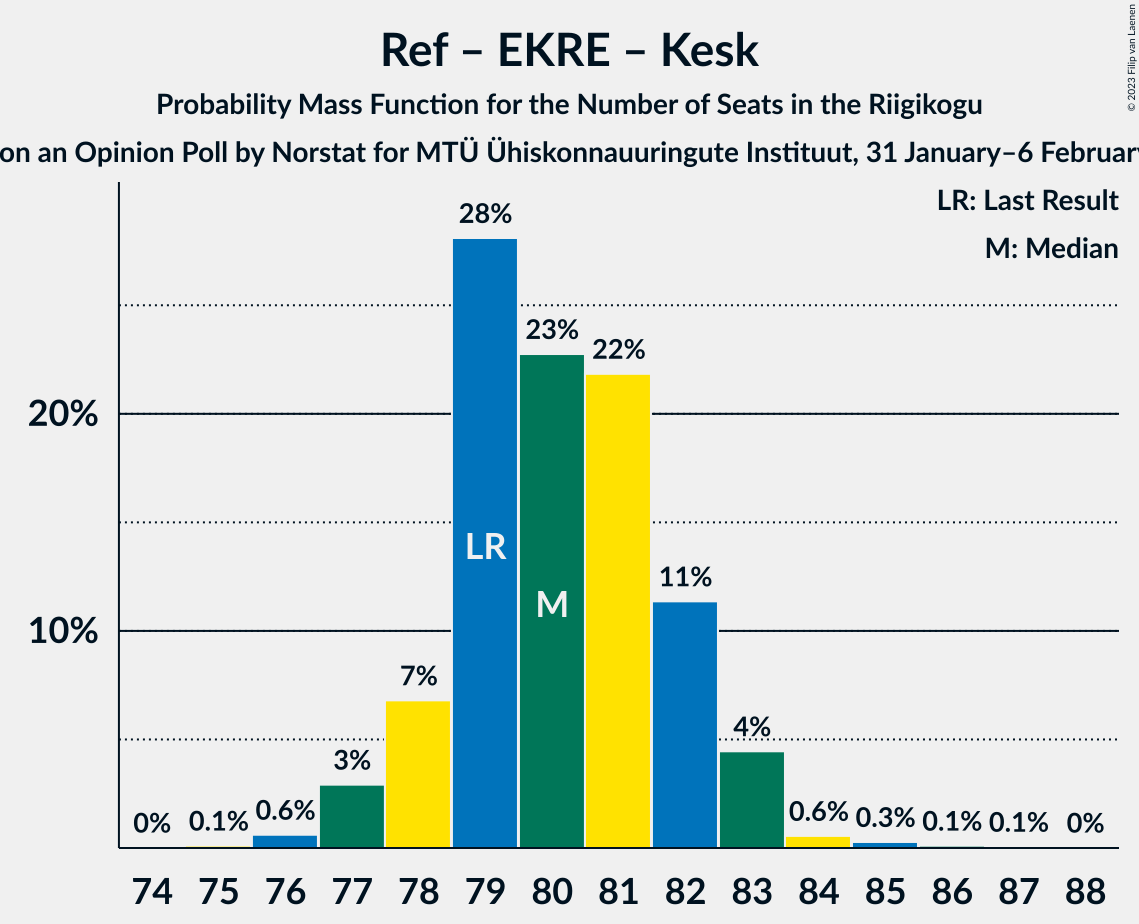 Ref – EKRE – Kesk
Probability Mass Function for the Number of Seats in the Riigikogu
on an Opinion Poll by Norstat for MTÜ Ühiskonnauuringute Instituut, 31 January–6 February
© 2023 Filip van Laenen
LR: Last Result
M: Median
28%
23%
22%
20%
LR
11%
M
10%
7%
4%
3%
0% 0.1% 0.6% 0.6% 0.3% 0.1% 0.1% 0%
74 75 76 77 78 79 80 81 82 83 84 85 86 87 88